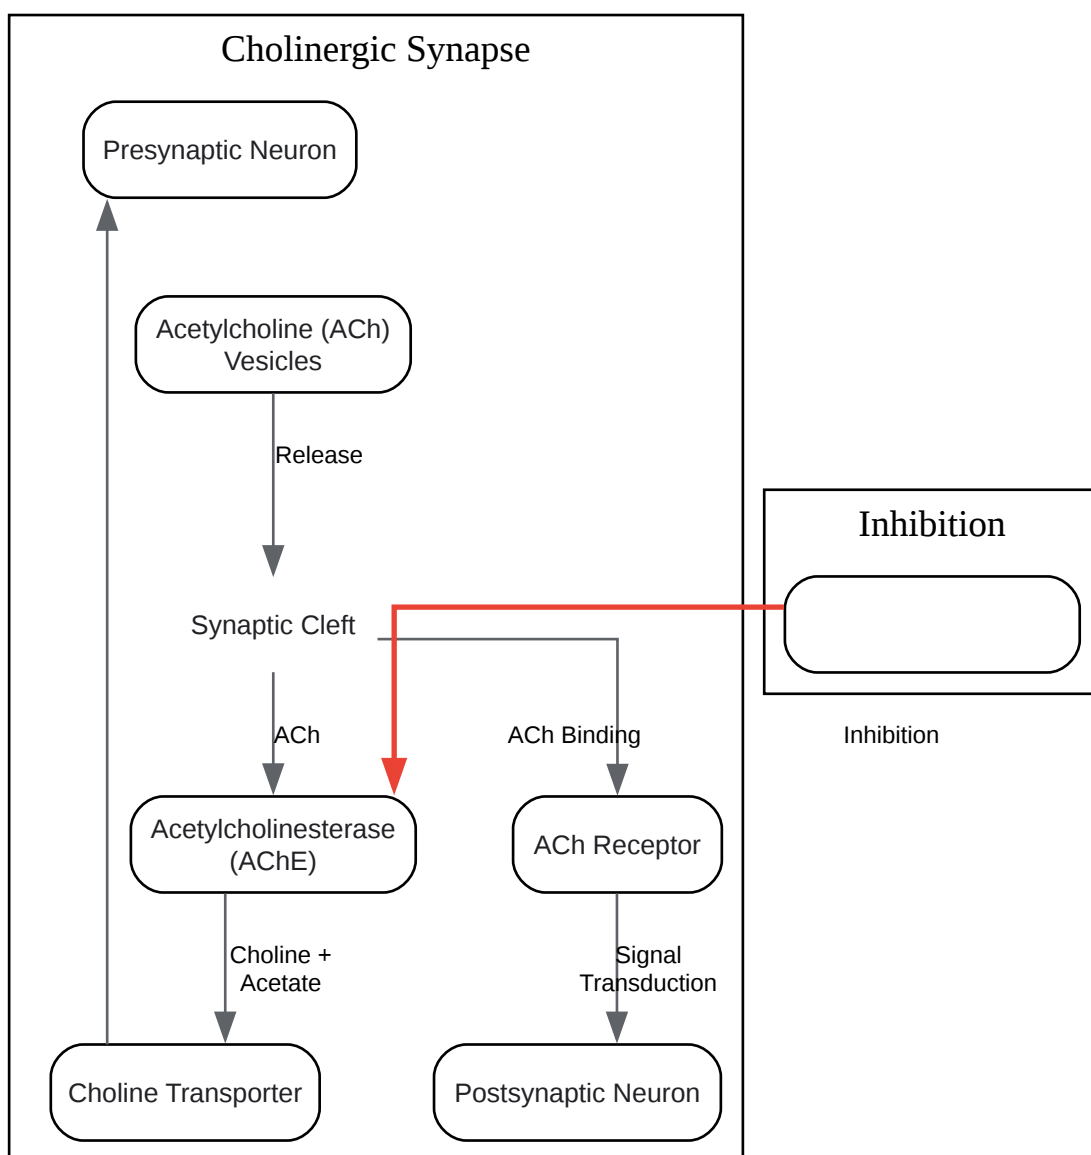 Cholinergic Synapse
Presynaptic Neuron
Acetylcholine (ACh)
Vesicles
Release
Inhibition
Synaptic Cleft
ACh
ACh Binding
Inhibition
Acetylcholinesterase
(AChE)
ACh Receptor
Choline +
Acetate
Signal
Transduction
Choline Transporter
Postsynaptic Neuron